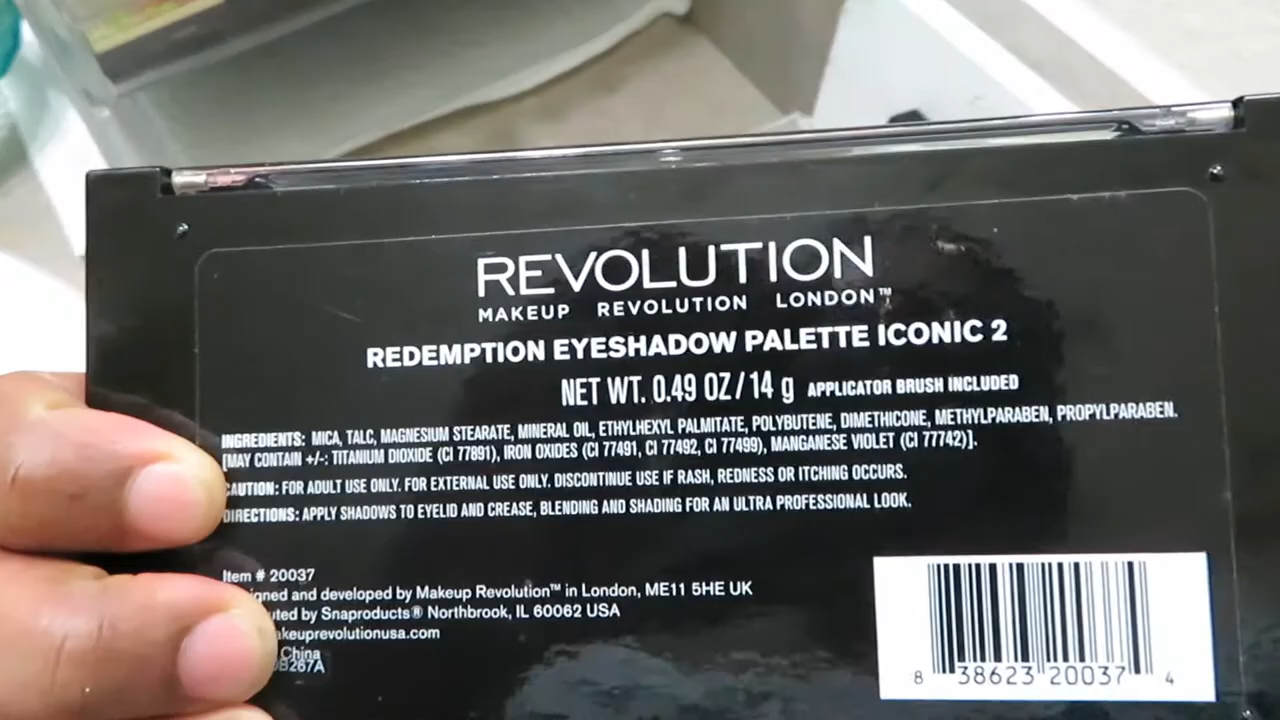 REVOLUTION
MAKEUP REVOLUTION LONDON™
REDEMPTION EYESHADOW PALETTE ICONIC 2
NET WT. 0.49 OZ/14 g APPLICATOR BRUSH INCLUDED
INGREDIENTS: MICA, TALC, MAGNESIUM STEARATE, MINERAL OIL, ETHYLHEXYL PALMITATE, POLYBUTENE, DIMETHICONE, METHYLPARABEN, PROPYLPARABEN.
[MAY CONTAIN +/-: TITANIUM DIOXIDE (CI 77891), IRON OXIDES (CI 77491, CI 77492, CI 77499), MANGANESE VIOLET (CI 77742)].
CAUTION: FOR ADULT USE ONLY. FOR EXTERNAL USE ONLY. DISCONTINUE USE IF RASH, REDNESS OR ITCHING OCCURS.
DIRECTIONS: APPLY SHADOWS TO EYELID AND CREASE, BLENDING AND SHADING FOR AN ULTRA PROFESSIONAL LOOK.
Item # 20037
igned and developed by Makeup Revolution™ in London, ME11 5HE UK
uted by Snaproducts® Northbrook, IL 60062 USA
akeuprevolutionusa.com
China
B267A
8 38623 20037 4